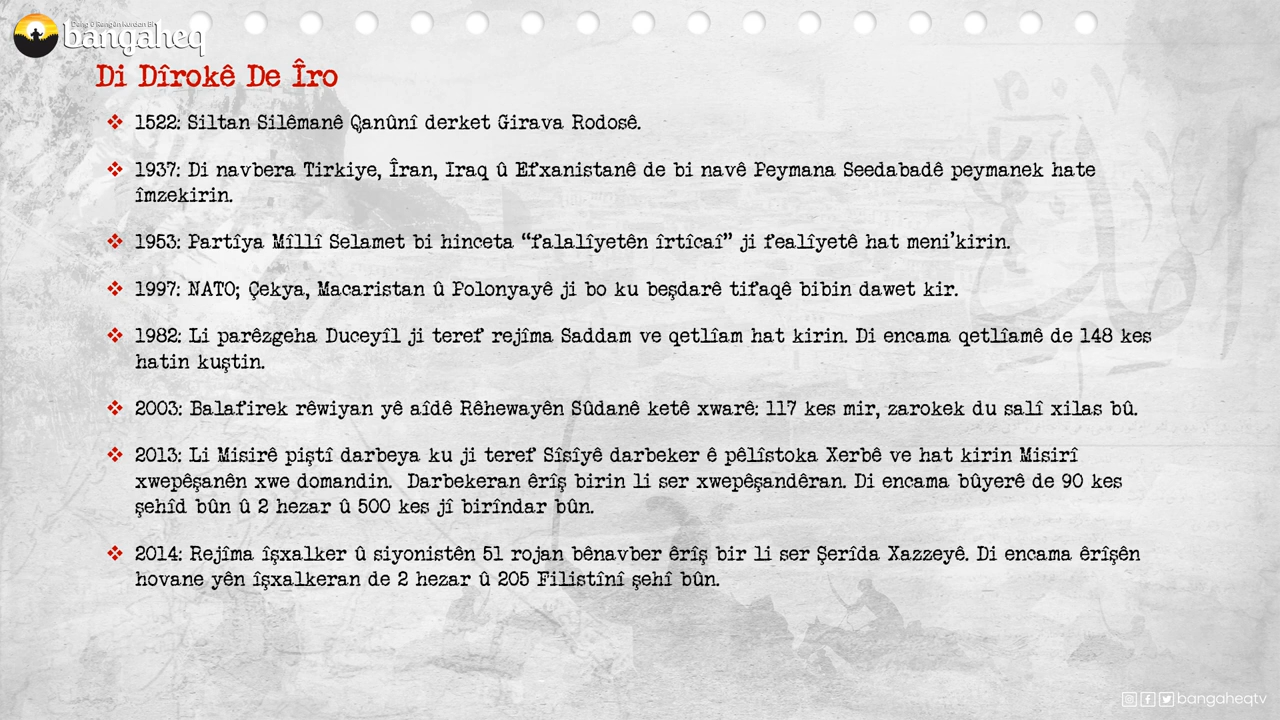 Deng û Rengên Kurdan Bi
bangaheq
Di Dîrokê De Îro
❖ 1522: Siltan Silêmanê Qanûnî derket Girava Rodosê.
❖ 1937: Di navbera Tirkiye, Îran, Iraq û Efxanistanê de bi navê Peymana Seedabadê peymanek hate
îmzekirin.
❖ 1953: Partîya Mîllî Selamet bi hinceta “falalîyetên îrtîcaî” ji fealîyetê hat meni’kirin.
❖ 1997: NATO; Çekya, Macaristan û Polonyayê ji bo ku beşdarê tifaqê bibin dawet kir.
❖ 1982: Li parêzgeha Duceyîl ji teref rejîma Saddam ve qetlîam hat kirin. Di encama qetlîamê de 148 kes
hatin kuştin.
❖ 2003: Balafirek rêwiyan yê aîdê Rêhewayên Sûdanê ketê xwarê: 117 kes mir, zarokek du salî xilas bû.
❖ 2013: Li Misirê piştî darbeya ku ji teref Sîsîyê darbeker ê pêlîstoka Xerbê ve hat kirin Misirî
xwepêşanên xwe domandin. Darbekeran êrîş birin li ser xwepêşandêran. Di encama bûyerê de 90 kes
şehîd bûn û 2 hezar û 500 kes jî birîndar bûn.
❖ 2014: Rejîma îşxalker û siyonistên 51 rojan bênavber êrîş bir li ser Şerîda Xazzeyê. Di encama êrîşên
hovane yên îşxalkeran de 2 hezar û 205 Filistînî şehî bûn.
bangaheqtv